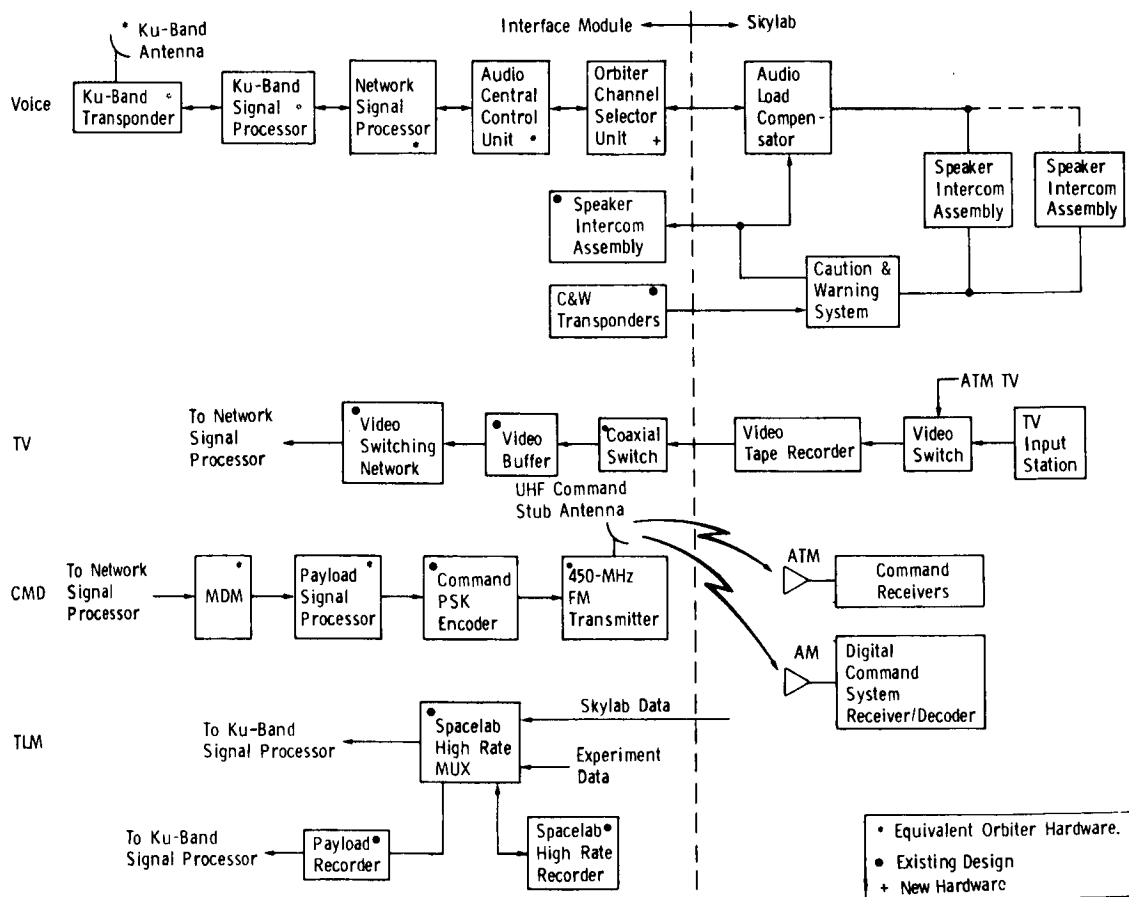 Interface Module
Skylab
* Ku-Band
Antenna
Voice
Ku-Band *
Transponder
Ku-Band
Signal *
Processor
Network
Signal
Processor
*
Audio
Central
Control
Unit *
Orbiter
Channel
Selector
Unit +
Audio
Load
Compen-
sator
● Speaker
Intercom
Assembly
Speaker
Intercom
Assembly
Speaker
Intercom
Assembly
C&W
Transponders ●
Caution &
Warning
System
TV
To Network
Signal
Processor
● Video
Switching
Network
● Video
Buffer
● Coaxial
Switch
Video
Tape Recorder
ATM TV
Video
Switch
TV
Input
Station
UHF Command
Stub Antenna
CMD
To Network
Signal
Processor
*
MDM
Payload *
Signal
Processor
● Command
PSK
Encoder
* 450-MHz
FM
Transmitter
ATM
Command
Receivers
AM
Digital
Command
System
Receiver/Decoder
TLM
To Ku-Band
Signal Processor
● Spacelab
High Rate
MUX
Skylab Data
Experiment
Data
To Ku-Band
Signal Processor
Payload ●
Recorder
Spacelab ●
High Rate
Recorder
* Equivalent Orbiter Hardware.
● Existing Design
+ New Hardware